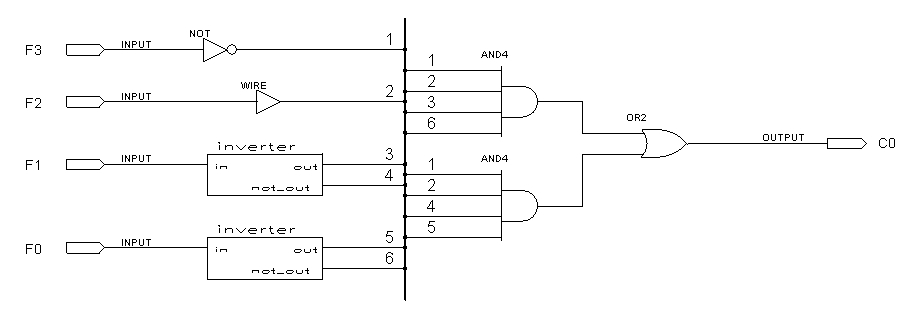 NOT
F3 INPUT 1
AND4
1
WIRE
2
F2 INPUT 2
3
OR2
6
inverter
OUTPUT C0
AND4
F1 INPUT in out 3
1
not_out 4
2
4
inverter
5
F0 INPUT in out 5
not_out 6